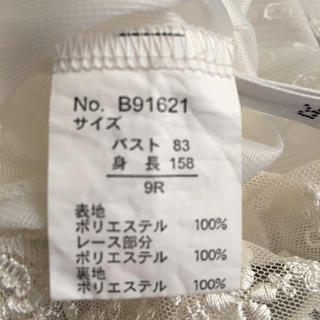 No. B91621
サイズ
バスト 83
身 長 158
9R
表地
ポリエステル 100%
レース部分
ポリエステル 100%
裏地
ポリエステル 100%